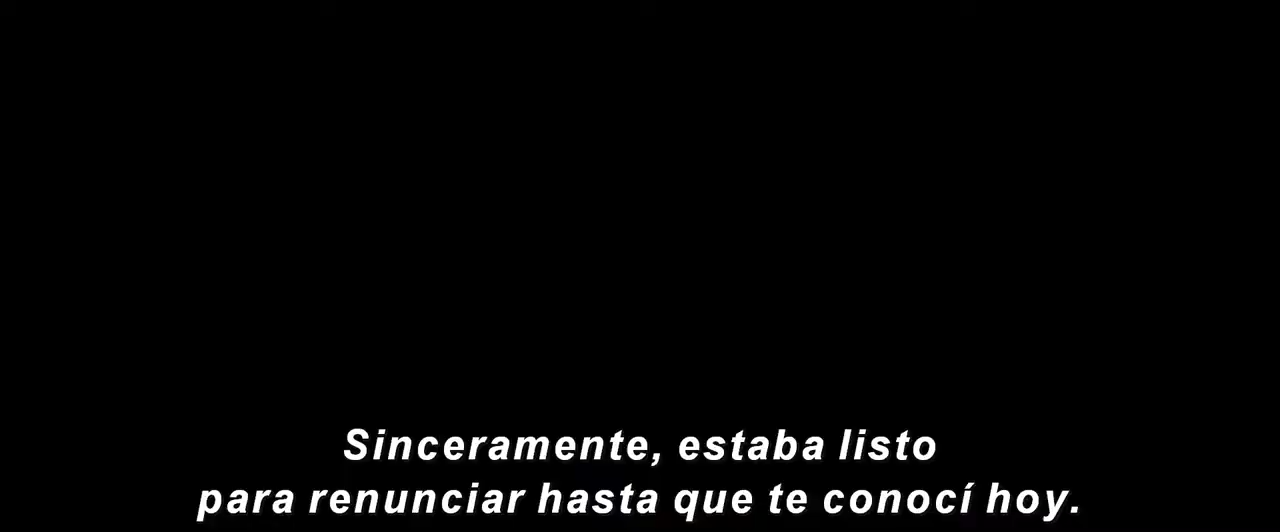 Sinceramente, estaba listo
para renunciar hasta que te conocí hoy.